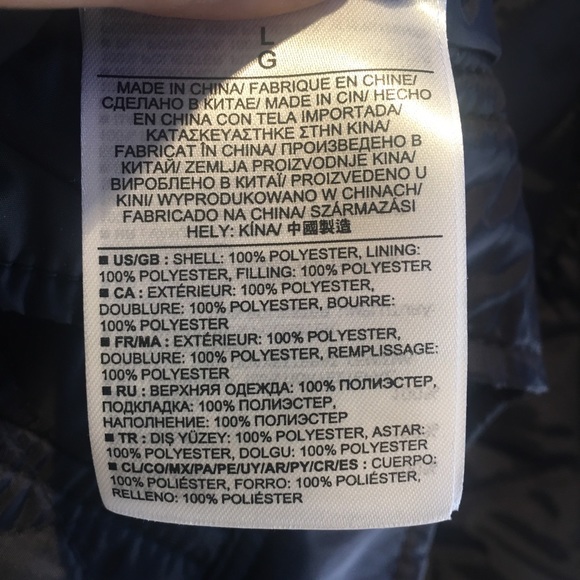 L
G
MADE IN CHINA/ FABRIQUE EN CHINE/
СДЕЛАНО В КИТАЕ/ MADE IN CIN/ HECHO
EN CHINA CON TELA IMPORTADA/
ΚΑΤΑΣΚΕΥΑΣΤΗΚΕ ΣΤΗΝ ΚΙΝΑ/
FABRICAT ÎN CHINA/ ПРОИЗВЕДЕНО В
КИТАЙ/ ZEMLJA PROIZVODNJE KINA/
ВИРОБЛЕНО В КИТАЇ/ PROIZVEDENO U
KINI/ WYPRODUKOWANO W CHINACH/
FABRICADO NA CHINA/ SZÁRMAZÁSI
HELY: KÍNA/ 中國製造
■ US/GB : SHELL: 100% POLYESTER, LINING:
100% POLYESTER, FILLING: 100% POLYESTER
■ CA : EXTÉRIEUR: 100% POLYESTER,
DOUBLURE: 100% POLYESTER, BOURRE:
100% POLYESTER
■ FR/MA : EXTÉRIEUR: 100% POLYESTER,
DOUBLURE: 100% POLYESTER, REMPLISSAGE:
100% POLYESTER
■ RU : ВЕРХНЯЯ ОДЕЖДА: 100% ПОЛИЭСТЕР,
ПОДКЛАДКА: 100% ПОЛИЭСТЕР,
НАПОЛНЕНИЕ: 100% ПОЛИЭСТЕР
■ TR : DIŞ YÜZEY: 100% POLYESTER, ASTAR:
100% POLYESTER, DOLGU: 100% POLYESTER
■ CL/CO/MX/PA/PE/UY/AR/PY/CR/ES : CUERPO:
100% POLIÉSTER, FORRO: 100% POLIÉSTER,
RELLENO: 100% POLIÉSTER